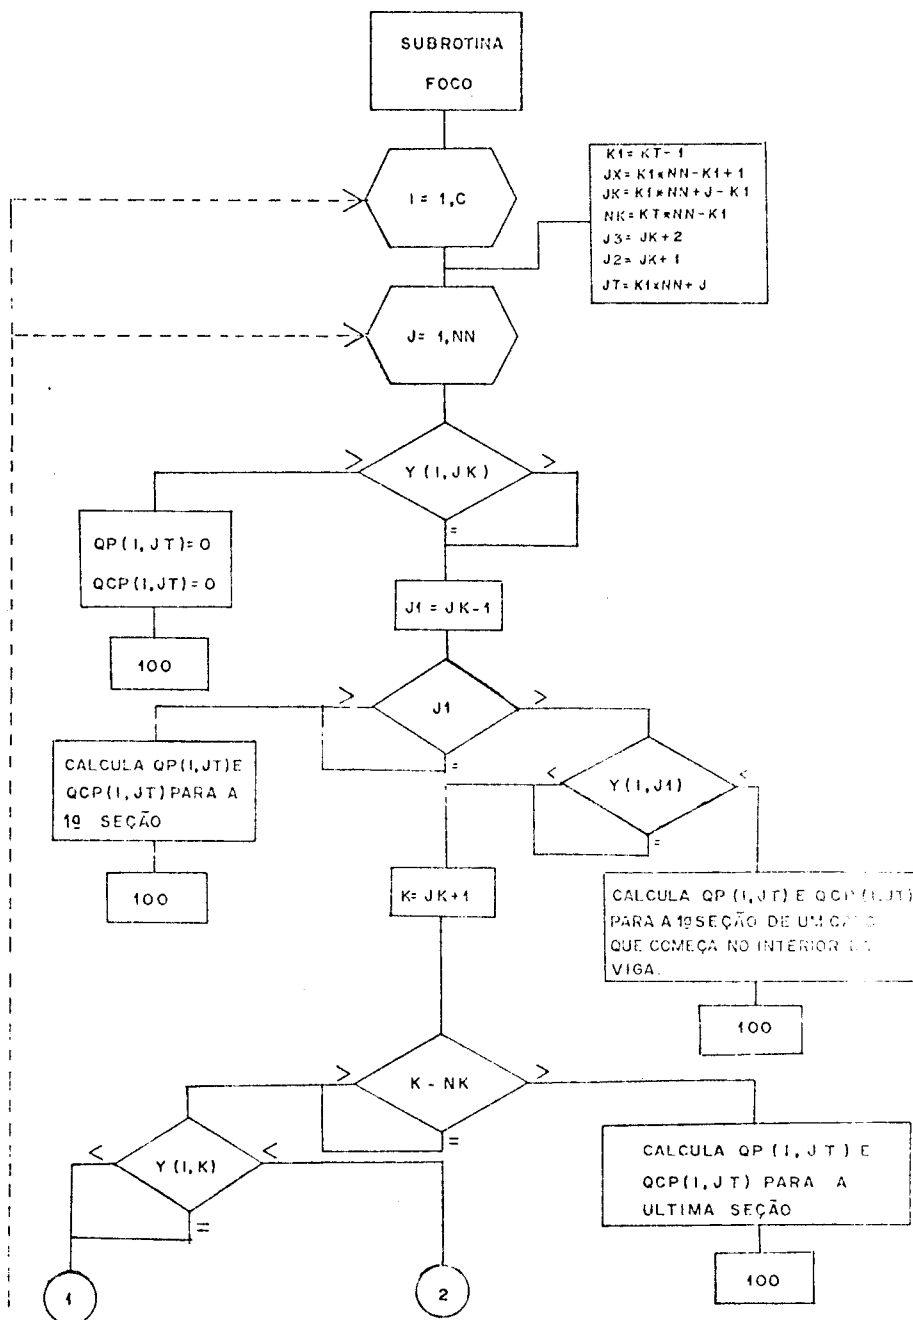 SUBROTINA
FOCO
I = 1,C
K1= KT-1
JX= K1*NN-K1+1
JK= K1*NN+J-K1
NK= KT*NN-K1
J3= JK+2
J2= JK+1
JT= K1*NN+J
J= 1,NN
>
Y(I,JK)
>
=
QP(I,JT)=0
QCP(I,JT)=0
100
J1 = JK-1
>
J1
>
=
CALCULA QP(I,JT) E
QCP(I,JT) PARA A
1ª SEÇÃO
100
<
Y(I,J1)
<
=
K= JK+1
CALCULA QP(I,JT) E QCP(I,JT)
PARA A 1ª SEÇÃO DE UM
QUE COMEÇA NO INTERIOR
VIGA.
100
>
K - NK
>
=
<
Y(I,K)
<
=
CALCULA QP(I,JT) E
QCP(I,JT) PARA A
ULTIMA SEÇÃO
100
1
2